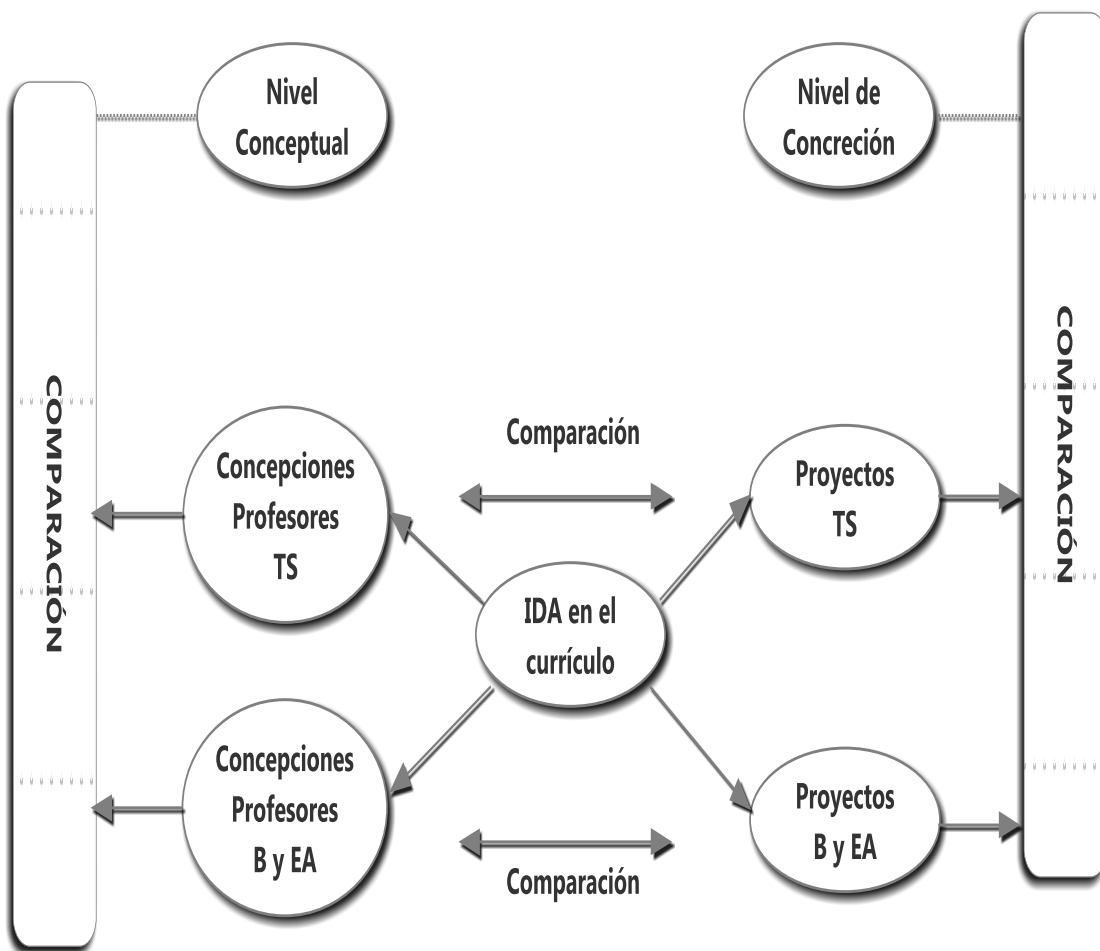 Nivel
Conceptual
Nivel de
Concreción
COMPARACIÓN
COMPARACIÓN
Comparación
Concepciones
Profesores
TS
Proyectos
TS
IDA en el
currículo
Concepciones
Profesores
B y EA
Proyectos
B y EA
Comparación